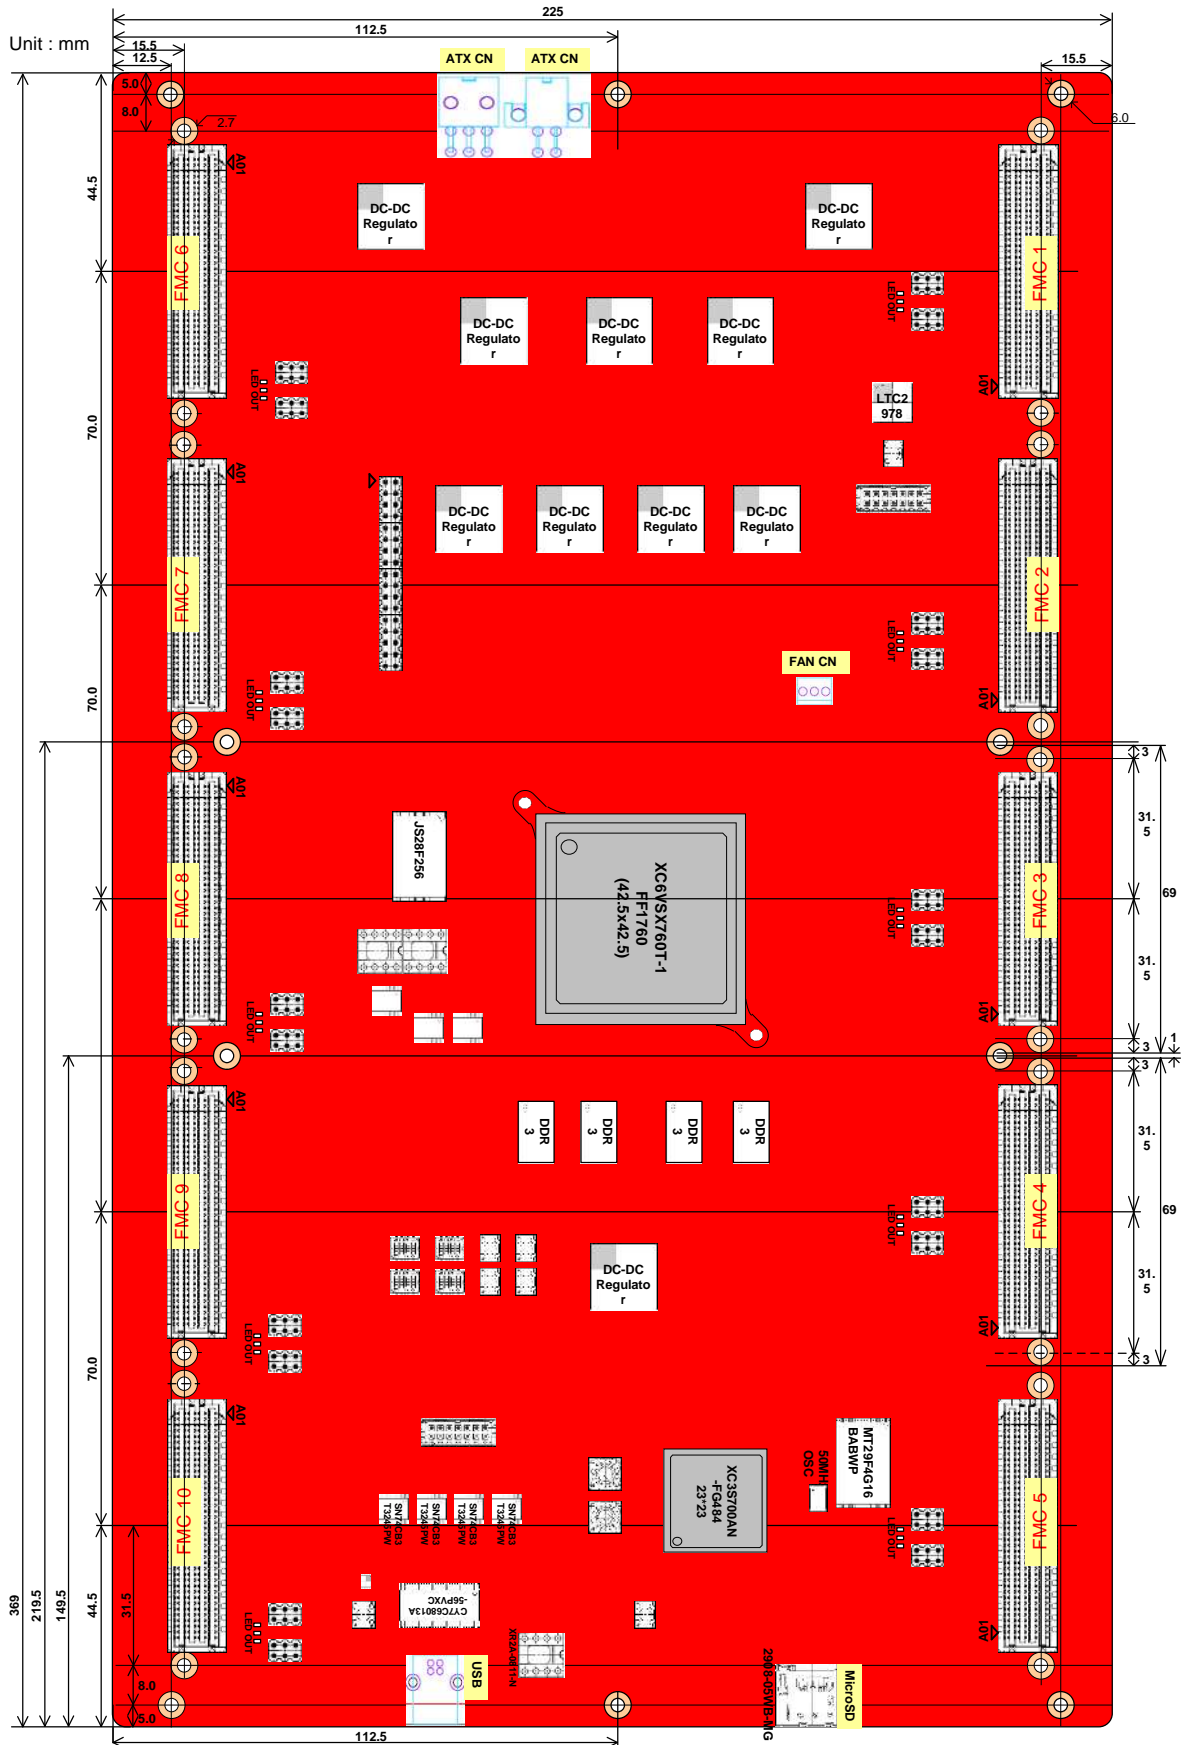 225
112.5
Unit : mm
15.5
12.5
15.5
ATX CN
ATX CN
5.0
8.0
2.7
6.0
A01
44.5
DC-DC
Regulato
r
DC-DC
Regulato
r
FMC 6
FMC 1
LED OUT
DC-DC
Regulato
r
DC-DC
Regulato
r
DC-DC
Regulato
r
LED OUT
A01
LTC2
978
70.0
A01
DC-DC
Regulato
r
DC-DC
Regulato
r
DC-DC
Regulato
r
DC-DC
Regulato
r
FMC 7
FMC 2
LED OUT
FAN CN
LED OUT
A01
70.0
3
A01
JS28F256
31.
5
XC6VSX760T-1
FF1760
(42.5x42.5)
FMC 8
FMC 3
69
LED OUT
31.
5
LED OUT
A01
1
3
3
A01
DDR
3
DDR
3
DDR
3
DDR
3
31.
5
FMC 9
FMC 4
69
LED OUT
DC-DC
Regulato
r
31.
5
LED OUT
A01
3
70.0
A01
MT29F4G16
BABWP
50MH
OSC
XC3S700AN
-FG484
23*23
SN74CB3
T3245PW
SN74CB3
T3245PW
SN74CB3
T3245PW
SN74CB3
T3245PW
FMC 10
FMC 5
LED OUT
369
219.5
149.5
44.5
31.5
CY7C68013A
-56PVXC
LED OUT
XR2A-0811-N
A01
USB
2908-05WB-MG
MicroSD
8.0
5.0
112.5